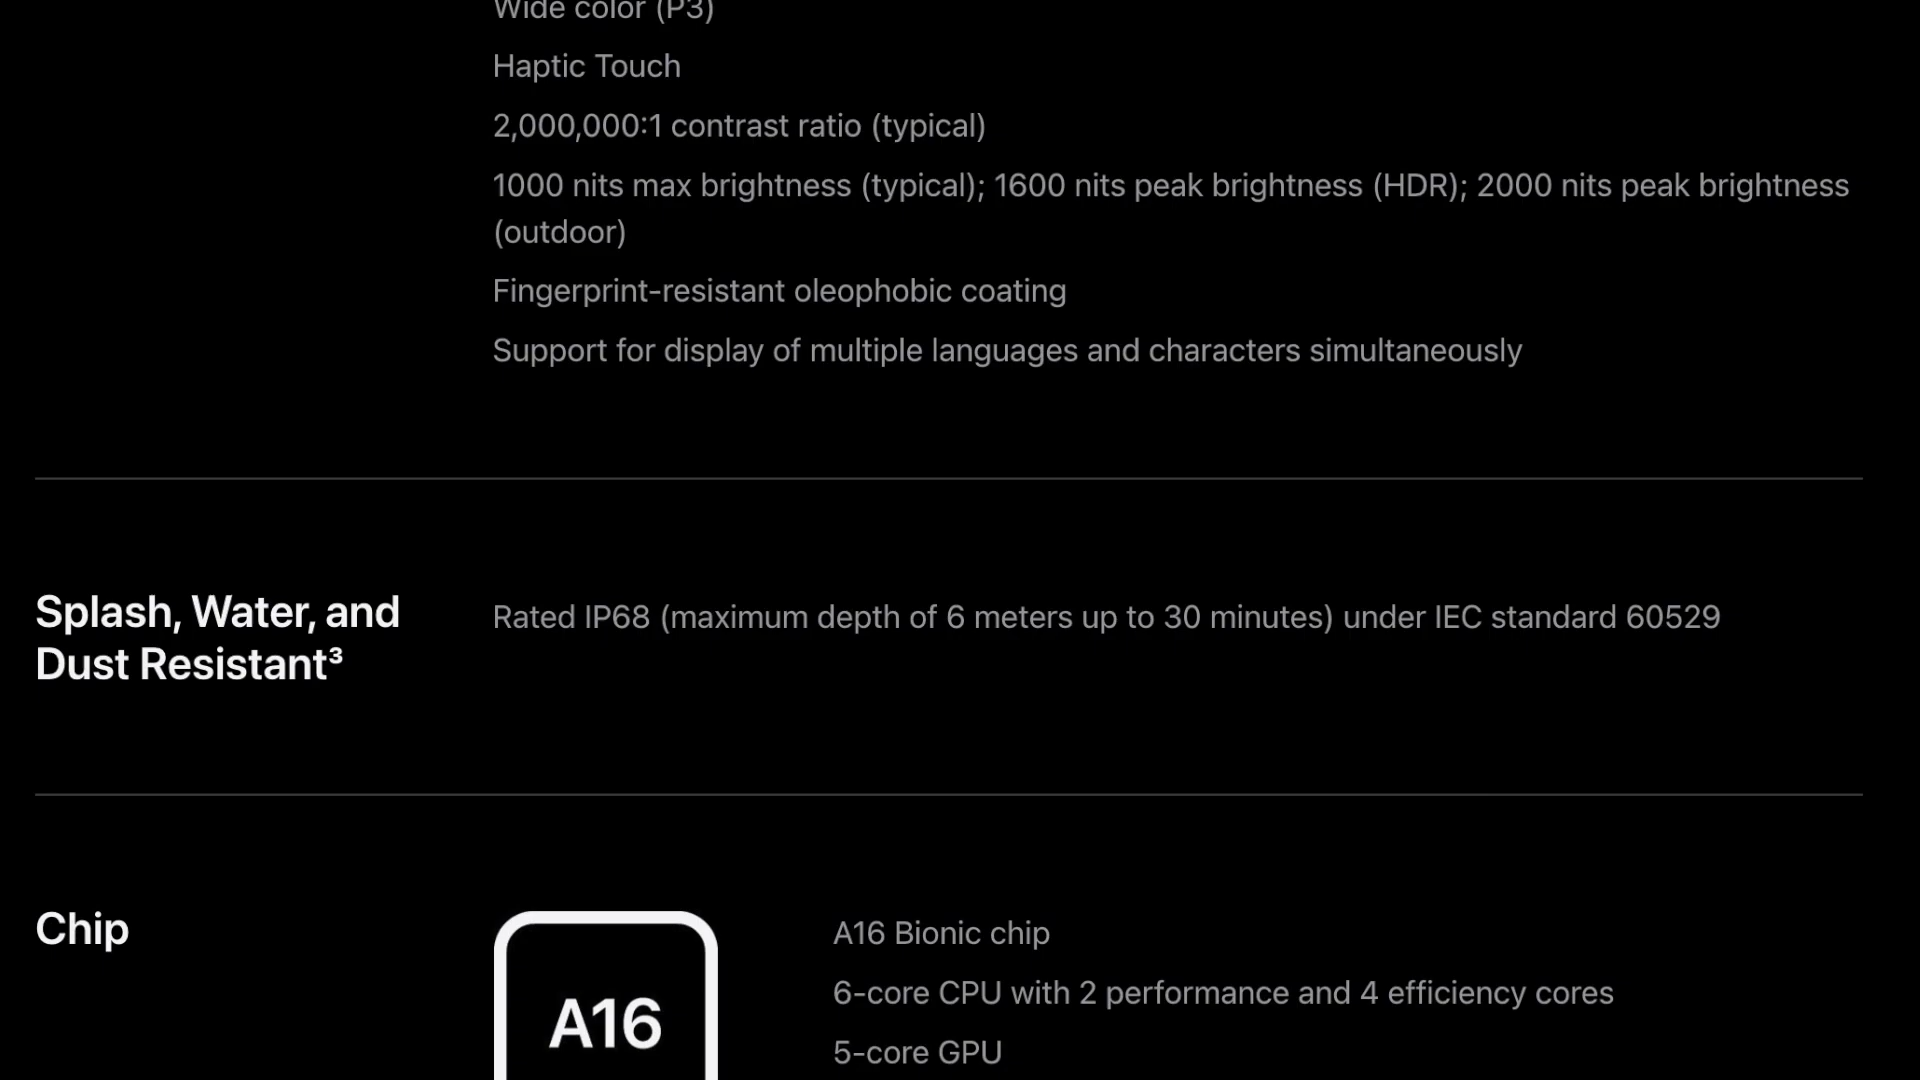 Wide color (P3)
Haptic Touch
2,000,000:1 contrast ratio (typical)
1000 nits max brightness (typical); 1600 nits peak brightness (HDR); 2000 nits peak brightness
(outdoor)
Fingerprint-resistant oleophobic coating
Support for display of multiple languages and characters simultaneously
Splash, Water, and
Dust Resistant³
Rated IP68 (maximum depth of 6 meters up to 30 minutes) under IEC standard 60529
Chip
A16
A16 Bionic chip
6-core CPU with 2 performance and 4 efficiency cores
5-core GPU